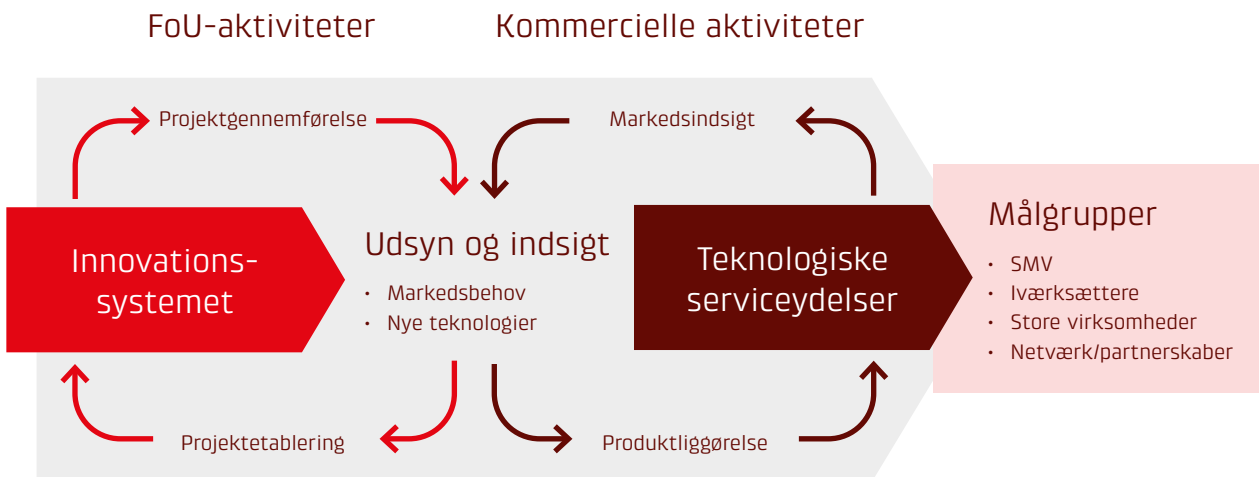 FoU-aktiviteter
Kommercielle aktiviteter
Projektgennemførelse
Markedsindsigt
Innovations-
systemet
Udsyn og indsigt
• Markedsbehov
• Nye teknologier
Teknologiske
serviceydelser
Målgrupper
• SMV
• Iværksættere
• Store virksomheder
• Netværk/partnerskaber
Projektetablering
Produktliggørelse